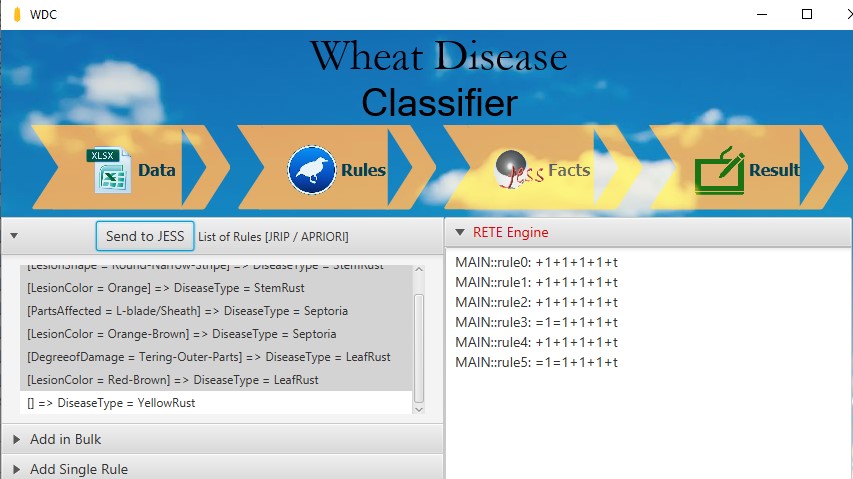 WDC
Wheat Disease
Classifier
XLSX
Data
Rules
Jess Facts
Result
Send to JESS
List of Rules [JRIP / APRIORI]
[LesionShape = Round-Narrow-Stripe] => DiseaseType = StemRust
[LesionColor = Orange] => DiseaseType = StemRust
[PartsAffected = L-blade/Sheath] => DiseaseType = Septoria
[LesionColor = Orange-Brown] => DiseaseType = Septoria
[DegreeofDamage = Tering-Outer-Parts] => DiseaseType = LeafRust
[LesionColor = Red-Brown] => DiseaseType = LeafRust
[] => DiseaseType = YellowRust
Add in Bulk
Add Single Rule
RETE Engine
MAIN::rule0: +1+1+1+1+t
MAIN::rule1: +1+1+1+1+t
MAIN::rule2: +1+1+1+1+t
MAIN::rule3: =1=1+1+1+t
MAIN::rule4: +1+1+1+1+t
MAIN::rule5: =1=1+1+1+t